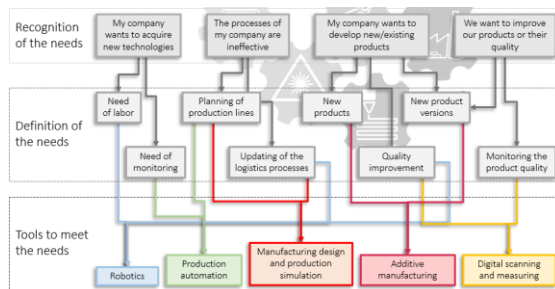 Recognition
of the needs
My company
wants to acquire
new technologies
The processes of
my company are
ineffective
My company wants to
develop new/existing
products
We want to improve
our products or their
quality
Definition of
the needs
Need
of labor
Planning of
production lines
New
products
New product
versions
Need of
monitoring
Updating of the
logistics processes
Quality
improvement
Monitoring the
product quality
Tools to meet
the needs
Robotics
Production
automation
Manufacturing design
and production
simulation
Additive
manufacturing
Digital scanning
and measuring